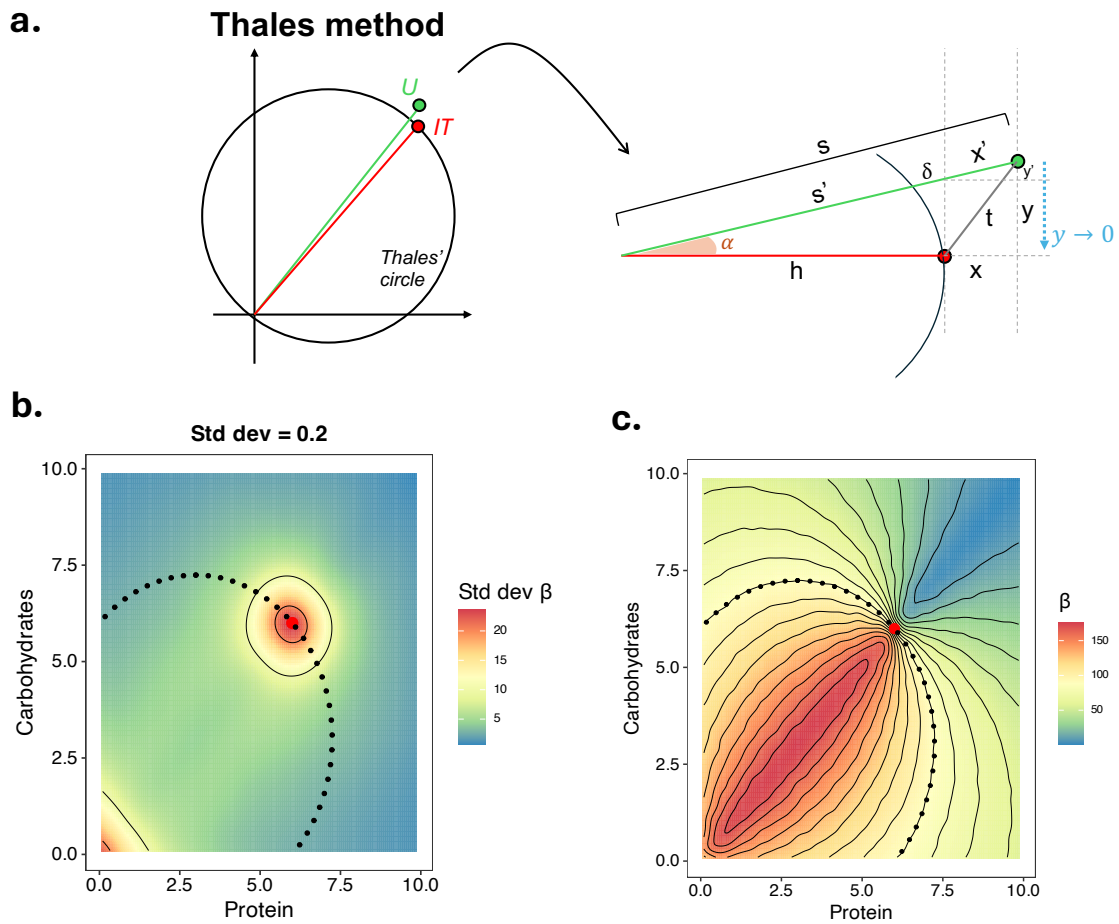 a.
Thales method
U
IT
Thales'
circle
s
δ
x'
y'
s'
α
t
y
y → 0
h
x
b.
Std dev = 0.2
Carbohydrates
10.0
7.5
5.0
2.5
0.0
0.0
2.5
5.0
7.5
10.0
Protein
Std dev β
20
15
10
5
c.
Carbohydrates
10.0
7.5
5.0
2.5
0.0
0.0
2.5
5.0
7.5
10.0
Protein
β
150
100
50